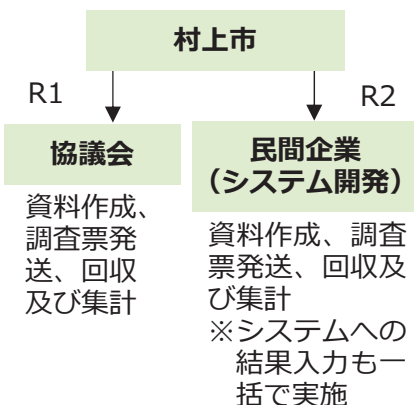 村上市
R1
R2
協議会
資料作成、
調査票発
送、回収
及び集計
民間企業
（システム開発）
資料作成、調査
票発送、回収及
び集計
※システムへの
結果入力も一
括で実施